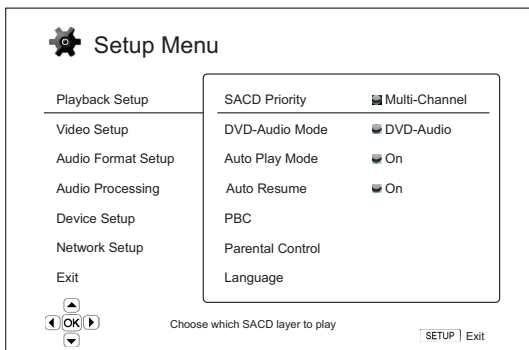 Setup Menu
Playback Setup
Video Setup
Audio Format Setup
Audio Processing
Device Setup
Network Setup
Exit
SACD Priority Multi-Channel
DVD-Audio Mode DVD-Audio
Auto Play Mode On
Auto Resume On
PBC
Parental Control
Language
OK
Choose which SACD layer to play
SETUP Exit